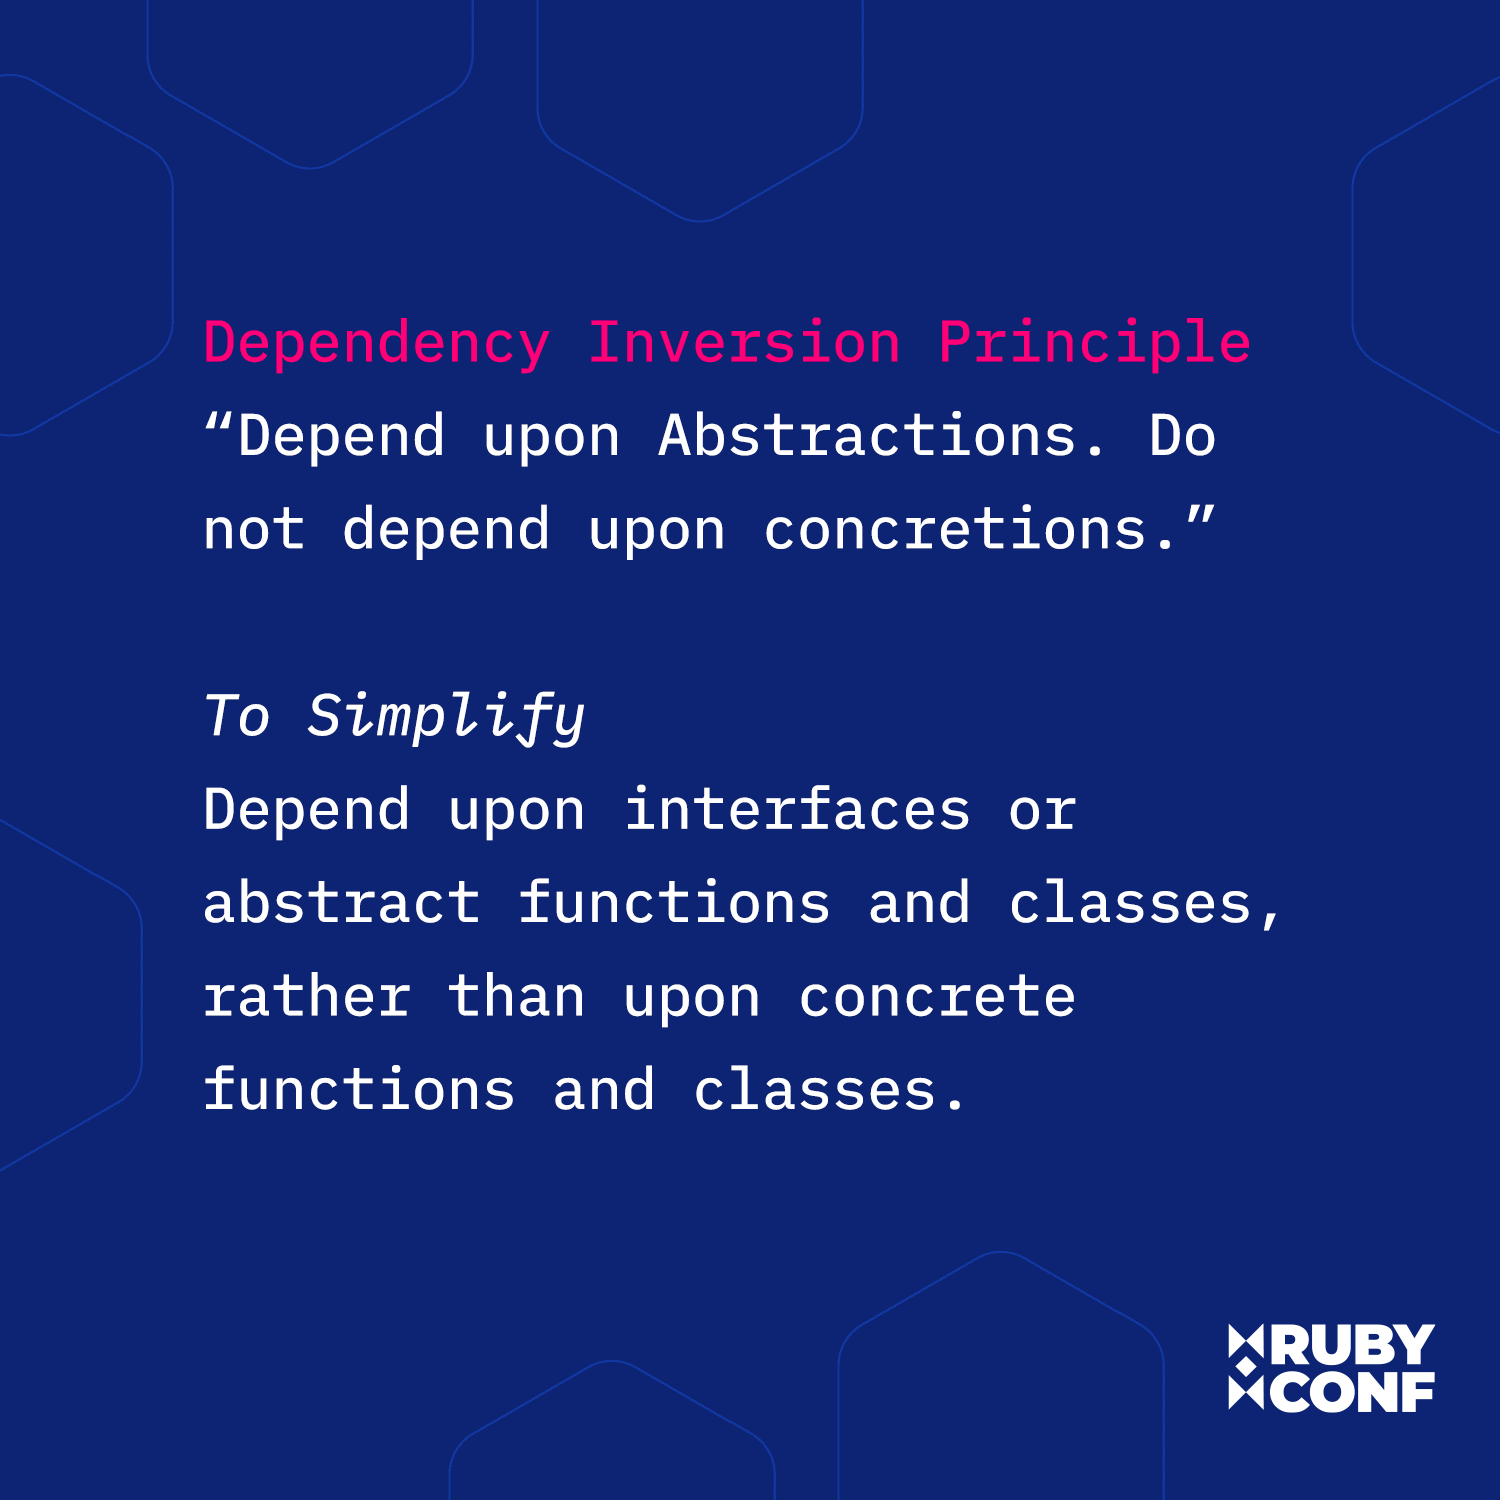 Dependency Inversion Principle
“Depend upon Abstractions. Do
not depend upon concretions.”
To Simplify
Depend upon interfaces or
abstract functions and classes,
rather than upon concrete
functions and classes.
RUBY
CONF